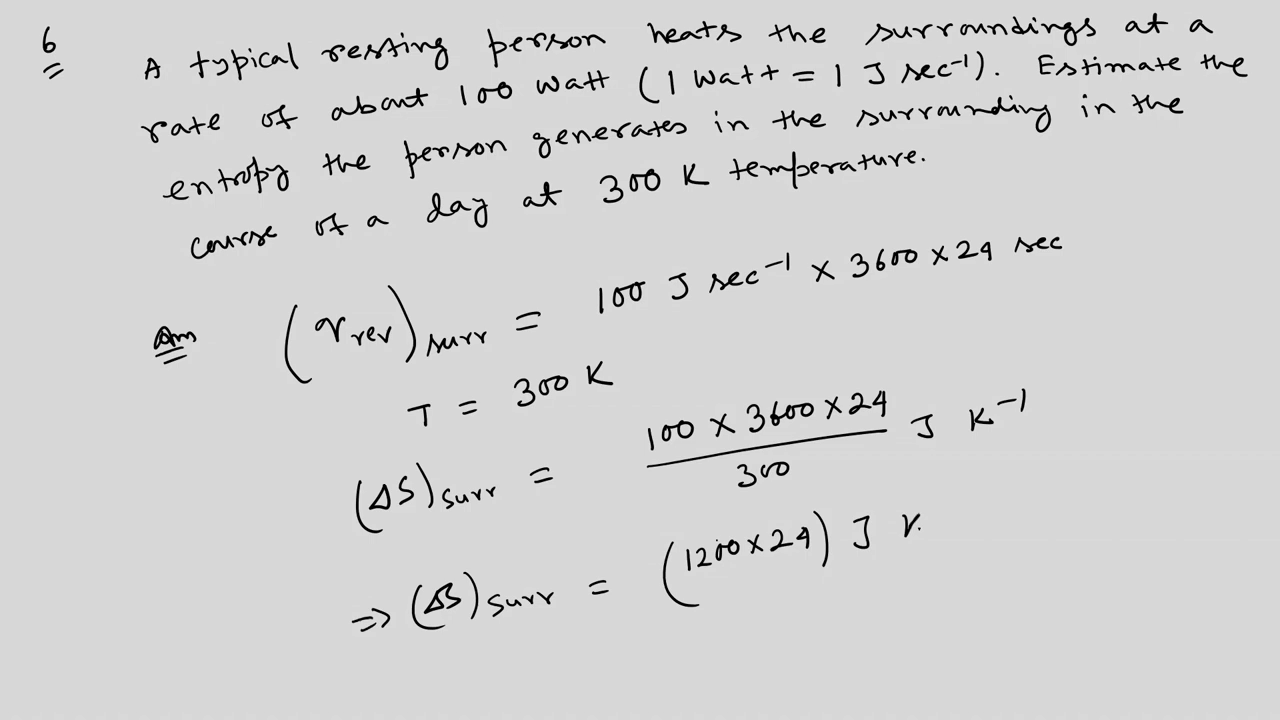 6
A typical resting person heats the surroundings at a
rate of about 100 watt (1 watt = 1 J sec⁻¹). Estimate the
entropy the person generates in the surrounding in the
course of a day at 300 K temperature.
Ans (q rev) surr = 100 J sec⁻¹ × 3600 × 24 sec
T = 300 K
(ΔS) surr = 100 × 3600 × 24 / 300 J K⁻¹
⇒ (ΔS) surr = (1200 × 24) J